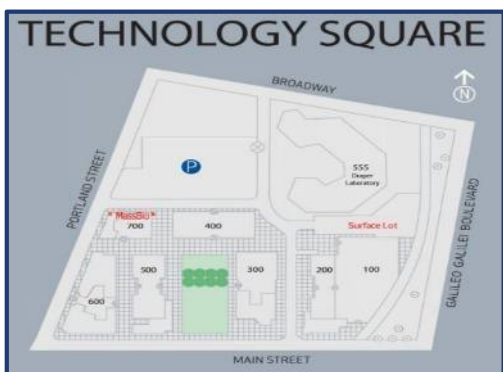 TECHNOLOGY SQUARE
BROADWAY
N
555
Draper
Laboratory
P
PORTLAND STREET
*MassBio*
700
400
Surface Lot
GALILEO GALILEI BOULEVARD
500
300
200
100
600
MAIN STREET